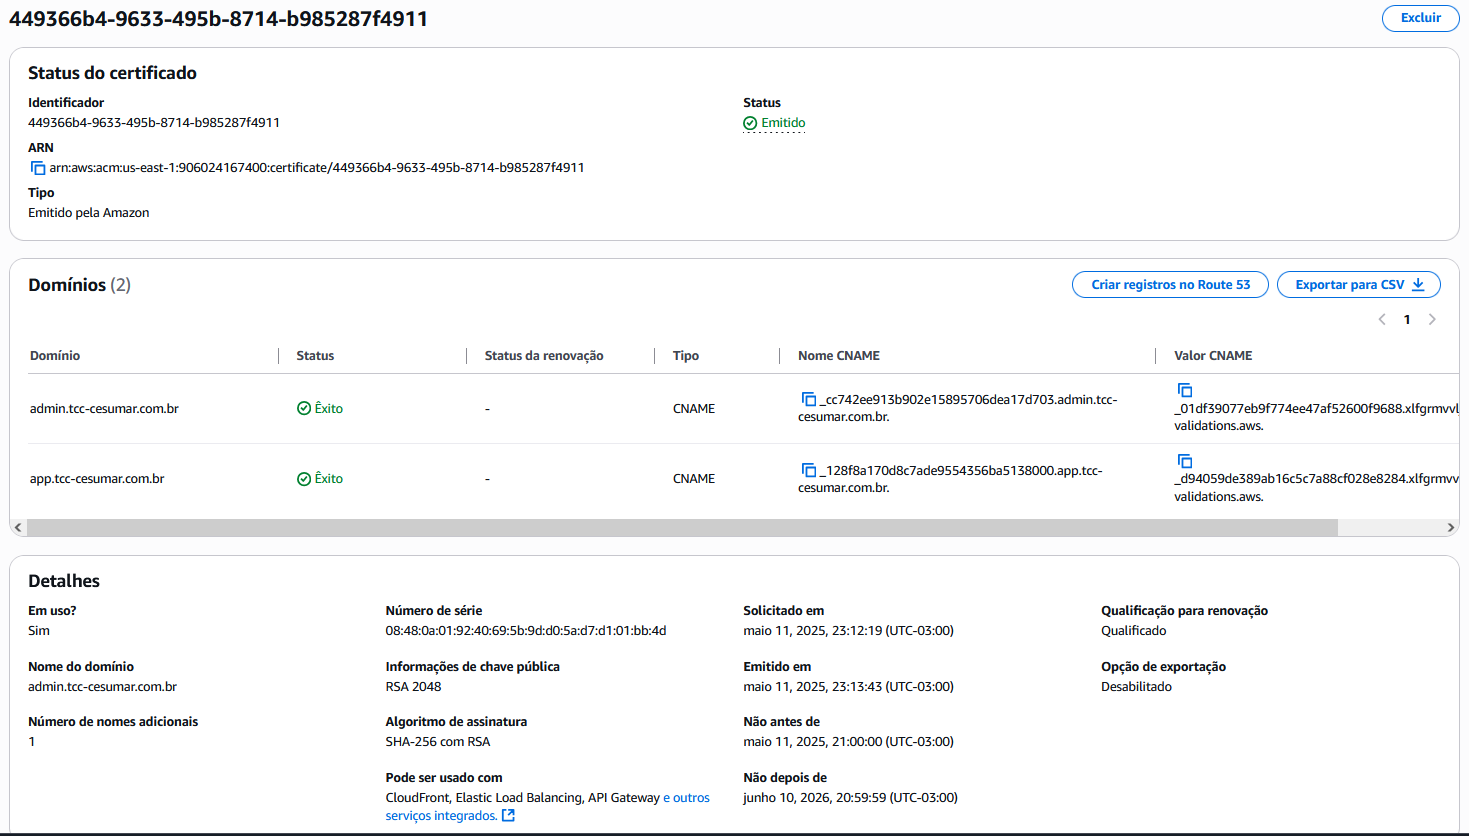 449366b4-9633-495b-8714-b985287f4911
Excluir
Status do certificado
Identificador
449366b4-9633-495b-8714-b985287f4911
Status
Emitido
ARN
arn:aws:acm:us-east-1:906024167400:certificate/449366b4-9633-495b-8714-b985287f4911
Tipo
Emitido pela Amazon
Domínios (2)
Criar registros no Route 53
Exportar para CSV
1
Domínio
Status
Status da renovação
Tipo
Nome CNAME
Valor CNAME
admin.tcc-cesumar.com.br
Êxito
-
CNAME
_cc742ee913b902e15895706dea17d703.admin.tcc-
cesumar.com.br.
_01df39077eb9f774ee47af52600f9688.xlfgrmvvl
validations.aws.
app.tcc-cesumar.com.br
Êxito
-
CNAME
_128f8a170d8c7ade9554356ba5138000.app.tcc-
cesumar.com.br.
_d94059de389ab16c5c7a88cf028e8284.xlfgrmvv
validations.aws.
Detalhes
Em uso?
Sim
Nome do domínio
admin.tcc-cesumar.com.br
Número de nomes adicionais
1
Número de série
08:48:0a:01:92:40:69:5b:9d:d0:5a:d7:d1:01:bb:4d
Informações de chave pública
RSA 2048
Algoritmo de assinatura
SHA-256 com RSA
Pode ser usado com
CloudFront, Elastic Load Balancing, API Gateway e outros
serviços integrados.
Solicitado em
maio 11, 2025, 23:12:19 (UTC-03:00)
Emitido em
maio 11, 2025, 23:13:43 (UTC-03:00)
Não antes de
maio 11, 2025, 21:00:00 (UTC-03:00)
Não depois de
junho 10, 2026, 20:59:59 (UTC-03:00)
Qualificação para renovação
Qualificado
Opção de exportação
Desabilitado